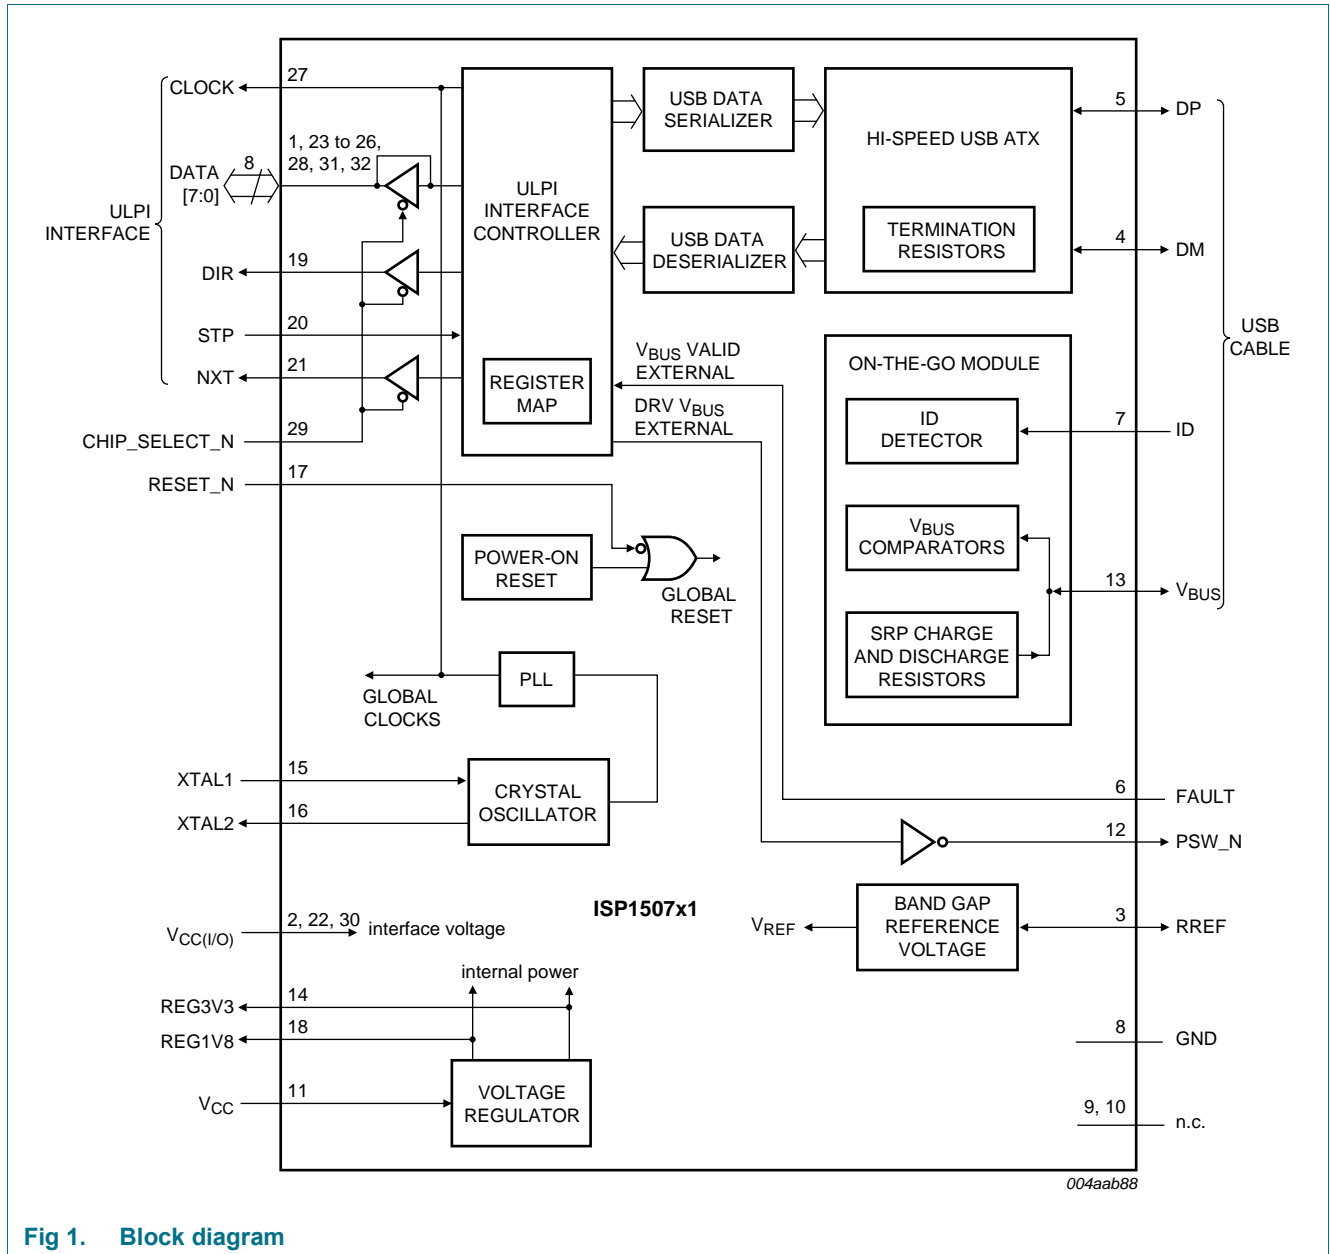 CLOCK
27
1, 23 to 26,
28, 31, 32
DATA
[7:0]
8
ULPI
INTERFACE
DIR
19
STP
20
NXT
21
CHIP_SELECT_N
29
RESET_N
17
ULPI
INTERFACE
CONTROLLER
REGISTER
MAP
USB DATA
SERIALIZER
USB DATA
DESERIALIZER
HI-SPEED USB ATX
TERMINATION
RESISTORS
5
DP
4
DM
USB
CABLE
VBUS VALID
EXTERNAL
DRV VBUS
EXTERNAL
ON-THE-GO MODULE
ID
DETECTOR
7
ID
VBUS
COMPARATORS
SRP CHARGE
AND DISCHARGE
RESISTORS
13
VBUS
POWER-ON
RESET
GLOBAL
RESET
PLL
GLOBAL
CLOCKS
XTAL1
15
XTAL2
16
CRYSTAL
OSCILLATOR
6
FAULT
12
PSW_N
ISP1507x1
VREF
BAND GAP
REFERENCE
VOLTAGE
3
RREF
VCC(I/O)
2, 22, 30
interface voltage
internal power
REG3V3
14
REG1V8
18
VCC
11
VOLTAGE
REGULATOR
8
GND
9, 10
n.c.
004aab88
Fig 1. Block diagram